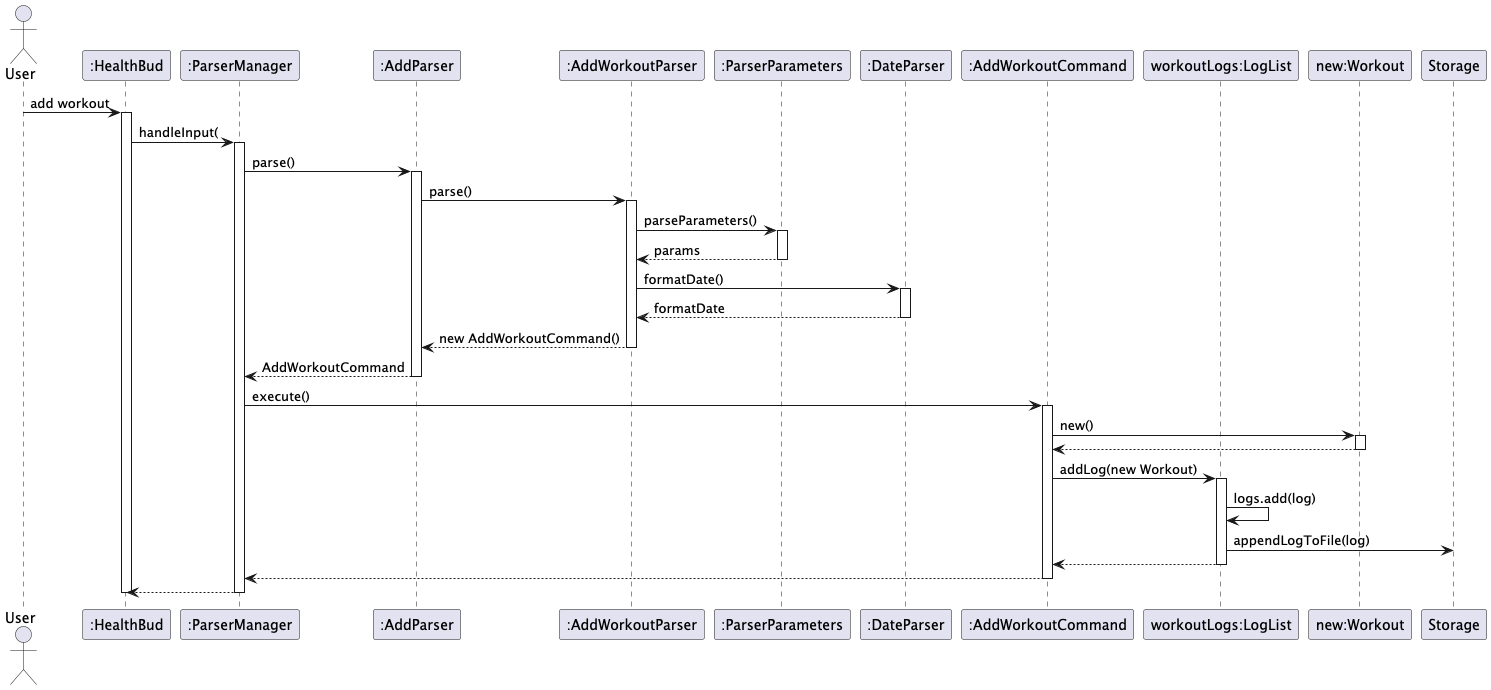 User
:HealthBud
:ParserManager
:AddParser
:AddWorkoutParser
:ParserParameters
:DateParser
:AddWorkoutCommand
workoutLogs:LogList
new:Workout
Storage
add workout
handleInput(
parse()
parse()
parseParameters()
params
formatDate()
formatDate
new AddWorkoutCommand()
AddWorkoutCommand
execute()
new()
addLog(new Workout)
logs.add(log)
appendLogToFile(log)
User
:HealthBud
:ParserManager
:AddParser
:AddWorkoutParser
:ParserParameters
:DateParser
:AddWorkoutCommand
workoutLogs:LogList
new:Workout
Storage